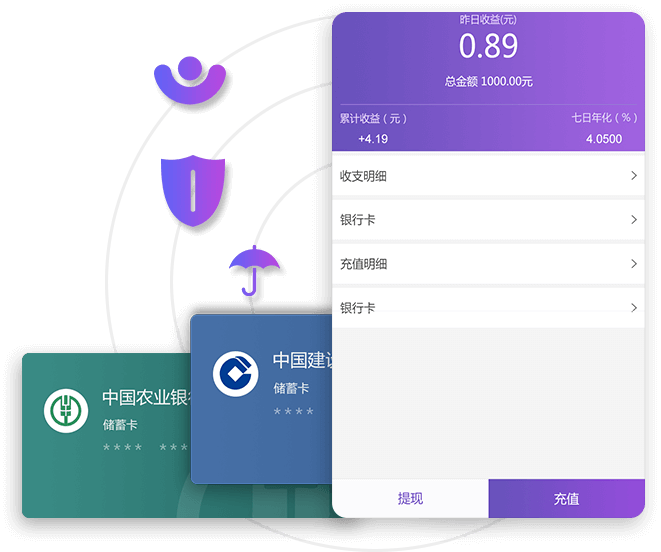 昨日收益(元)
0.89
总金额 1000.00元
累计收益（元） 七日年化（%）
+4.19 4.0500
收支明细
银行卡
充值明细
银行卡
提现 充值
中国建设
储蓄卡
****
中国农业银行
储蓄卡
**** ***